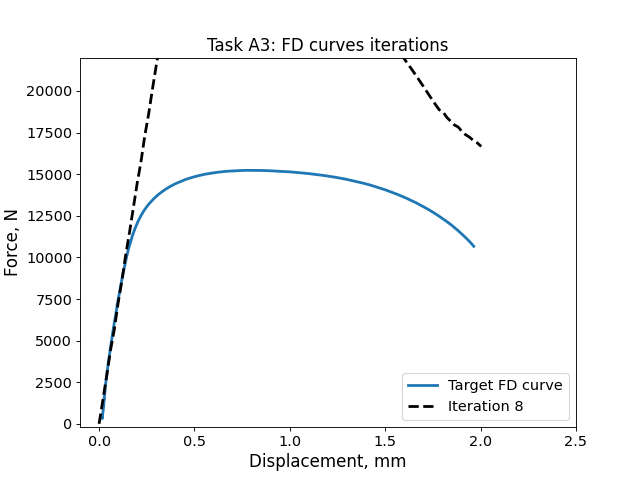 Task A3: FD curves iterations
Force, N
20000
17500
15000
12500
10000
7500
5000
2500
0
0.0 0.5 1.0 1.5 2.0 2.5
Displacement, mm
Target FD curve
Iteration 8